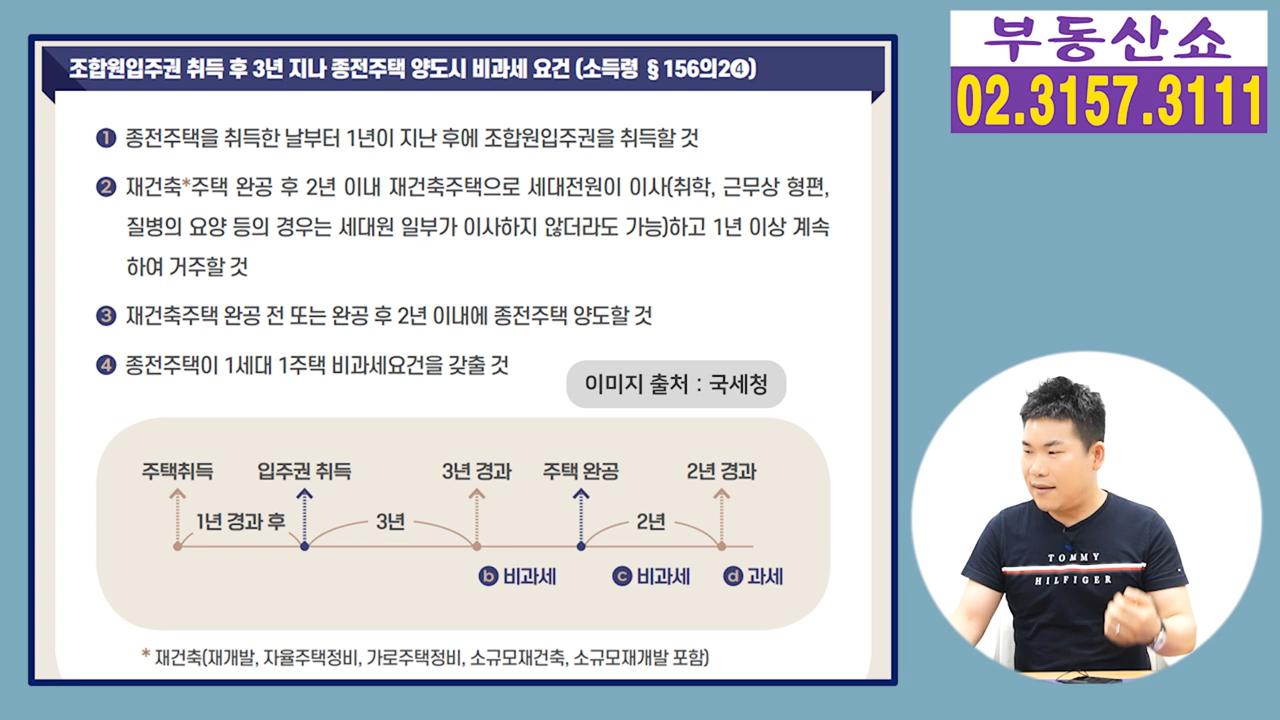 조합원입주권 취득 후 3년 지나 종전주택 양도시 비과세 요건 (소득령 §156의2❹)
부동산쇼
02.3157.3111
❶ 종전주택을 취득한 날부터 1년이 지난 후에 조합원입주권을 취득할 것
❷ 재건축*주택 완공 후 2년 이내 재건축주택으로 세대전원이 이사(취학, 근무상 형편,
질병의 요양 등의 경우는 세대원 일부가 이사하지 않더라도 가능)하고 1년 이상 계속
하여 거주할 것
❸ 재건축주택 완공 전 또는 완공 후 2년 이내에 종전주택 양도할 것
❹ 종전주택이 1세대 1주택 비과세요건을 갖출 것
이미지 출처 : 국세청
주택취득 입주권 취득 3년 경과 주택 완공 2년 경과
1년 경과 후 3년 2년
ⓑ 비과세 ⓒ 비과세 ⓓ 과세
* 재건축(재개발, 자율주택정비, 가로주택정비, 소규모재건축, 소규모재개발 포함)
TOMMY
HILFIGER